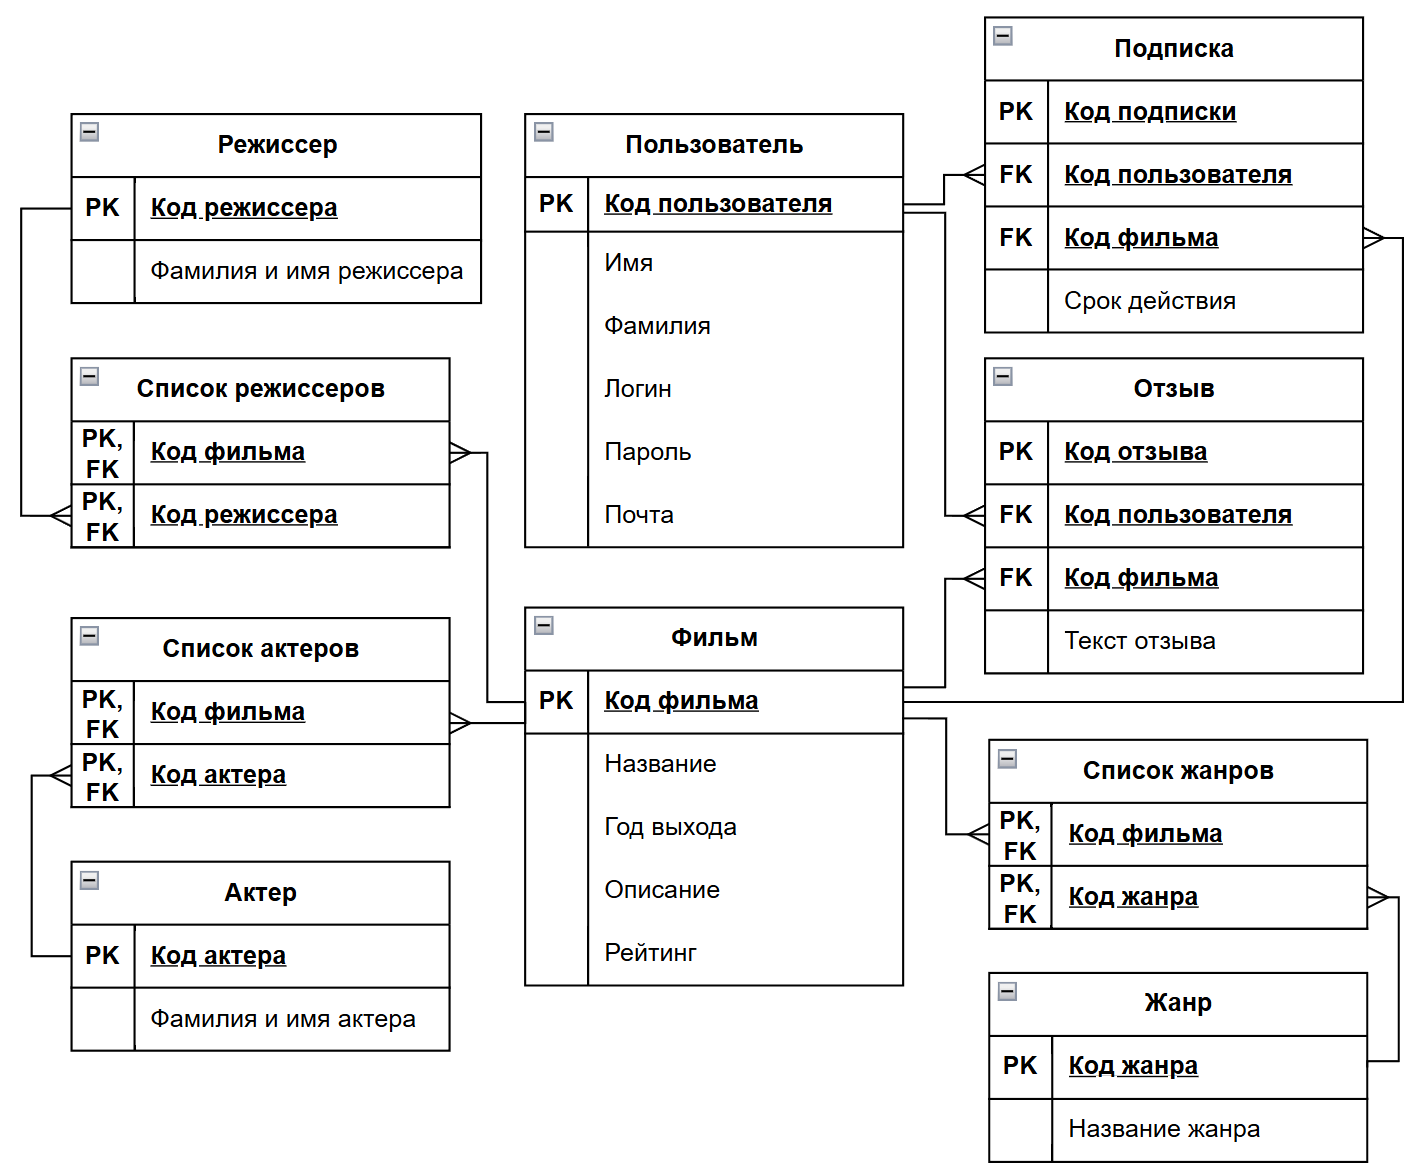 Режиссер
PK Код режиссера
Фамилия и имя режиссера
Список режиссеров
PK, FK Код фильма
PK, FK Код режиссера
Список актеров
PK, FK Код фильма
PK, FK Код актера
Актер
PK Код актера
Фамилия и имя актера
Пользователь
PK Код пользователя
Имя
Фамилия
Логин
Пароль
Почта
Фильм
PK Код фильма
Название
Год выхода
Описание
Рейтинг
Подписка
PK Код подписки
FK Код пользователя
FK Код фильма
Срок действия
Отзыв
PK Код отзыва
FK Код пользователя
FK Код фильма
Текст отзыва
Список жанров
PK, FK Код фильма
PK, FK Код жанра
Жанр
PK Код жанра
Название жанра